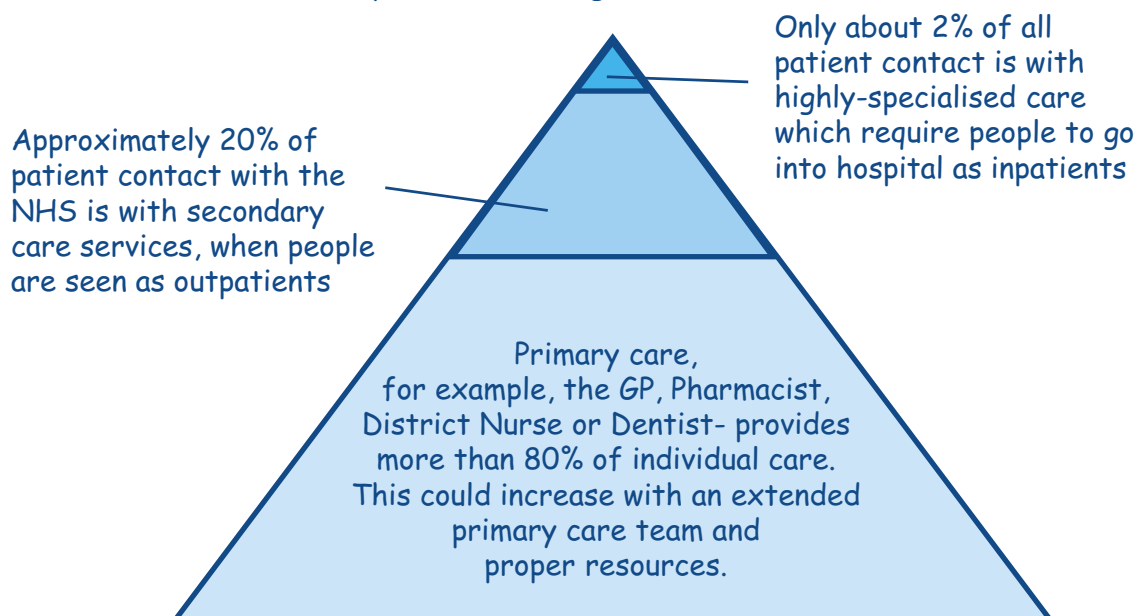 Only about 2% of all
patient contact is with
highly-specialised care
which require people to go
into hospital as inpatients
Approximately 20% of
patient contact with the
NHS is with secondary
care services, when people
are seen as outpatients
Primary care,
for example, the GP, Pharmacist,
District Nurse or Dentist- provides
more than 80% of individual care.
This could increase with an extended
primary care team and
proper resources.